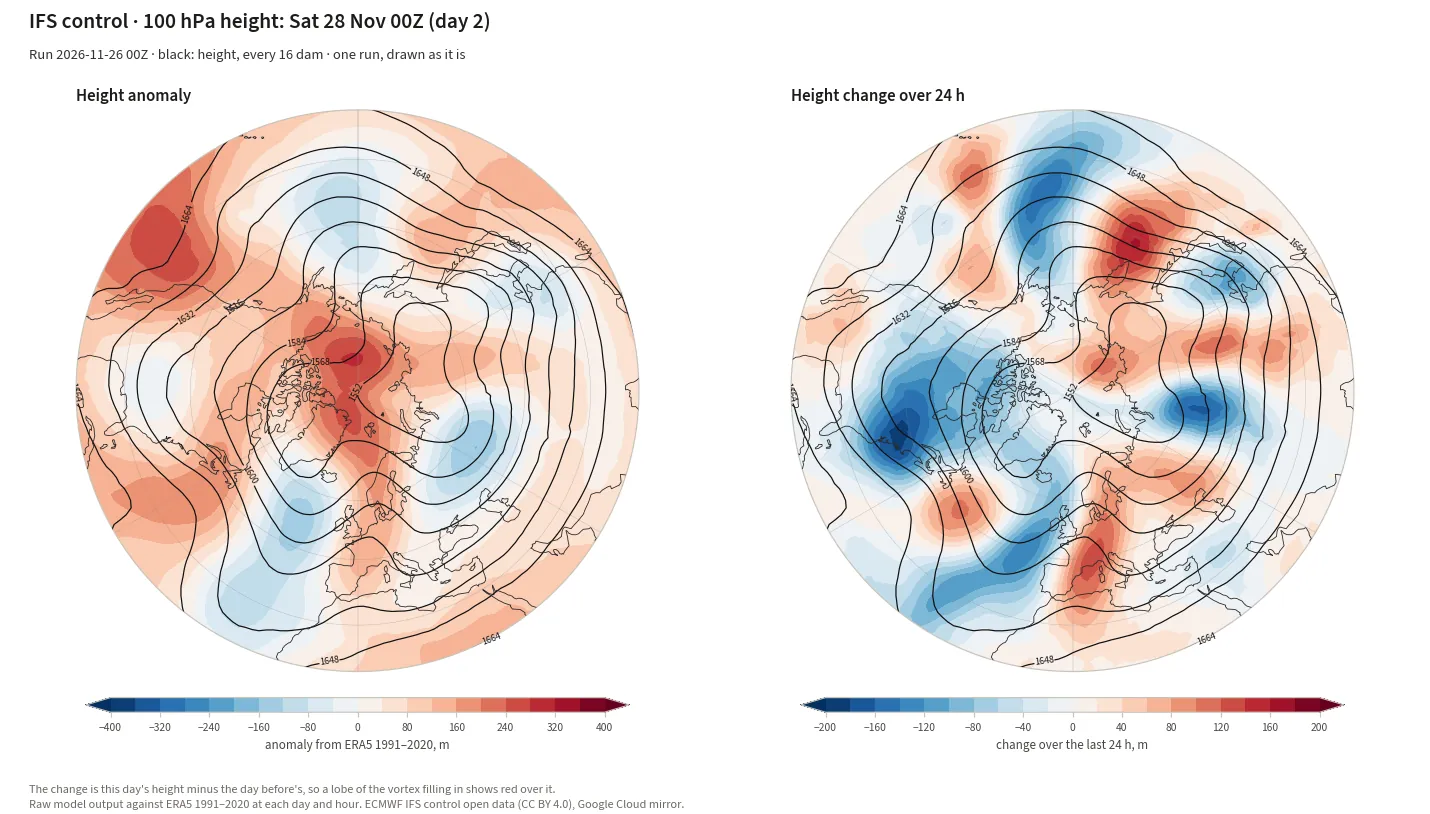 IFS control · 100 hPa height: Sat 28 Nov 00Z (day 2)
Run 2026-11-26 00Z · black: height, every 16 dam · one run, drawn as it is
Height anomaly
1648
1664
1664
1632
1616
1584
1568
1552
1600
1664
1664
1648
−400 −320 −240 −160 −80 0 80 160 240 320 400
anomaly from ERA5 1991–2020, m
Height change over 24 h
1648
1664
1664
1632
1616
1584
1568
1552
1600
1664
1664
1648
−200 −160 −120 −80 −40 0 40 80 120 160 200
change over the last 24 h, m
The change is this day's height minus the day before's, so a lobe of the vortex filling in shows red over it.
Raw model output against ERA5 1991–2020 at each day and hour. ECMWF IFS control open data (CC BY 4.0), Google Cloud mirror.